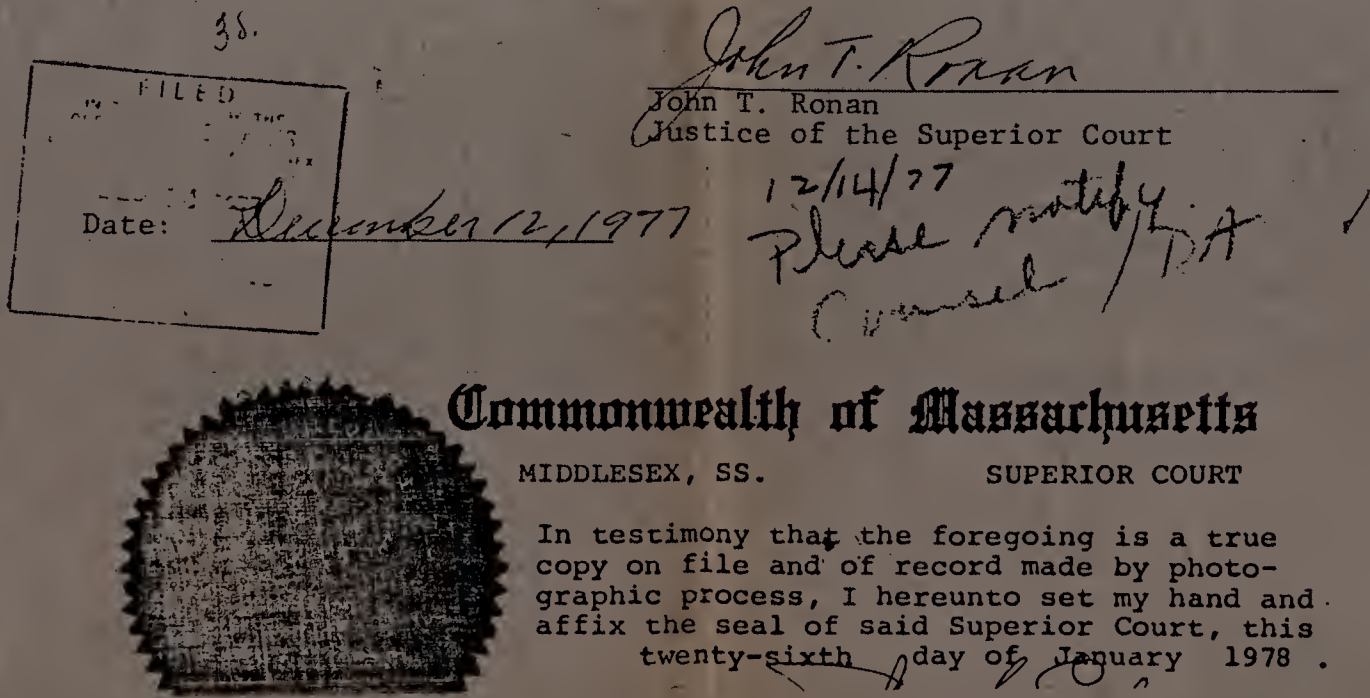 38.
John T. Ronan
John T. Ronan
Justice of the Superior Court
FILED
THE
Date: December 12, 1977
12/14/77
Please notify
Counsel / DA
Commonwealth of Massachusetts
MIDDLESEX, SS. SUPERIOR COURT
In testimony that the foregoing is a true
copy on file and of record made by photo-
graphic process, I hereunto set my hand and
affix the seal of said Superior Court, this
twenty-sixth day of January 1978 .